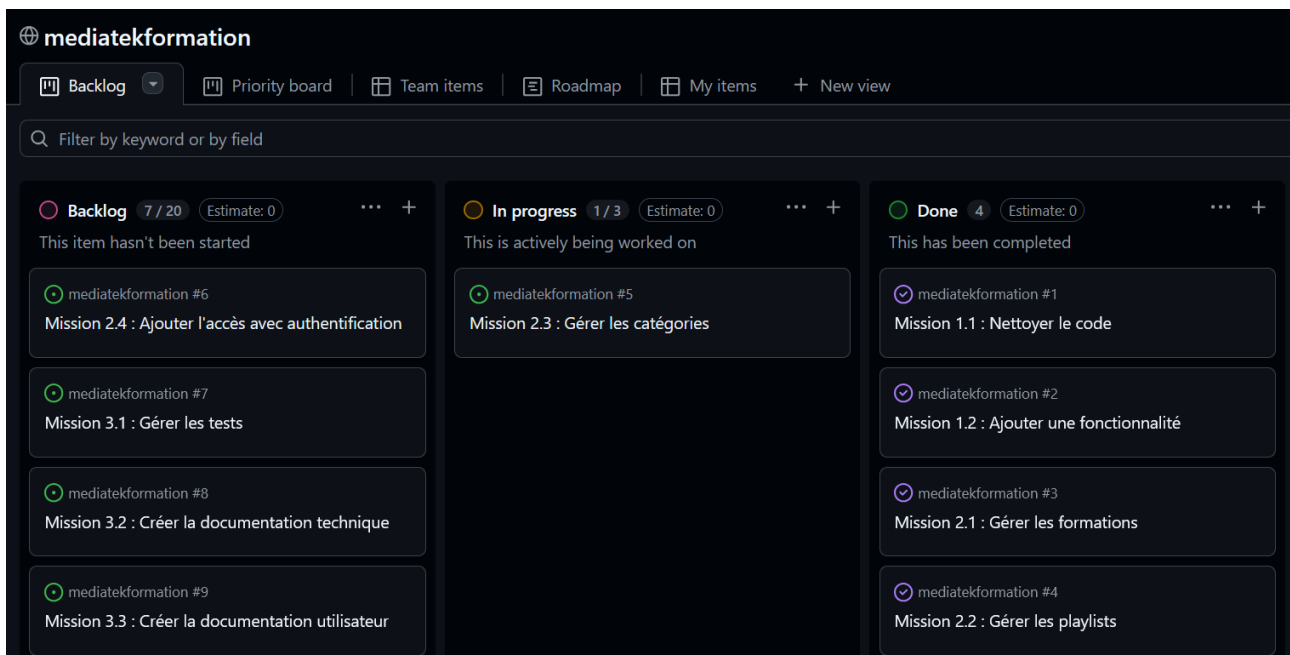 mediatekformation
Backlog
Priority board
Team items
Roadmap
My items
+ New view
Filter by keyword or by field
Backlog 7 / 20 Estimate: 0 ··· +
This item hasn't been started
mediatekformation #6
Mission 2.4 : Ajouter l'accès avec authentification
mediatekformation #7
Mission 3.1 : Gérer les tests
mediatekformation #8
Mission 3.2 : Créer la documentation technique
mediatekformation #9
Mission 3.3 : Créer la documentation utilisateur
In progress 1 / 3 Estimate: 0 ··· +
This is actively being worked on
mediatekformation #5
Mission 2.3 : Gérer les catégories
Done 4 Estimate: 0 ··· +
This has been completed
mediatekformation #1
Mission 1.1 : Nettoyer le code
mediatekformation #2
Mission 1.2 : Ajouter une fonctionnalité
mediatekformation #3
Mission 2.1 : Gérer les formations
mediatekformation #4
Mission 2.2 : Gérer les playlists